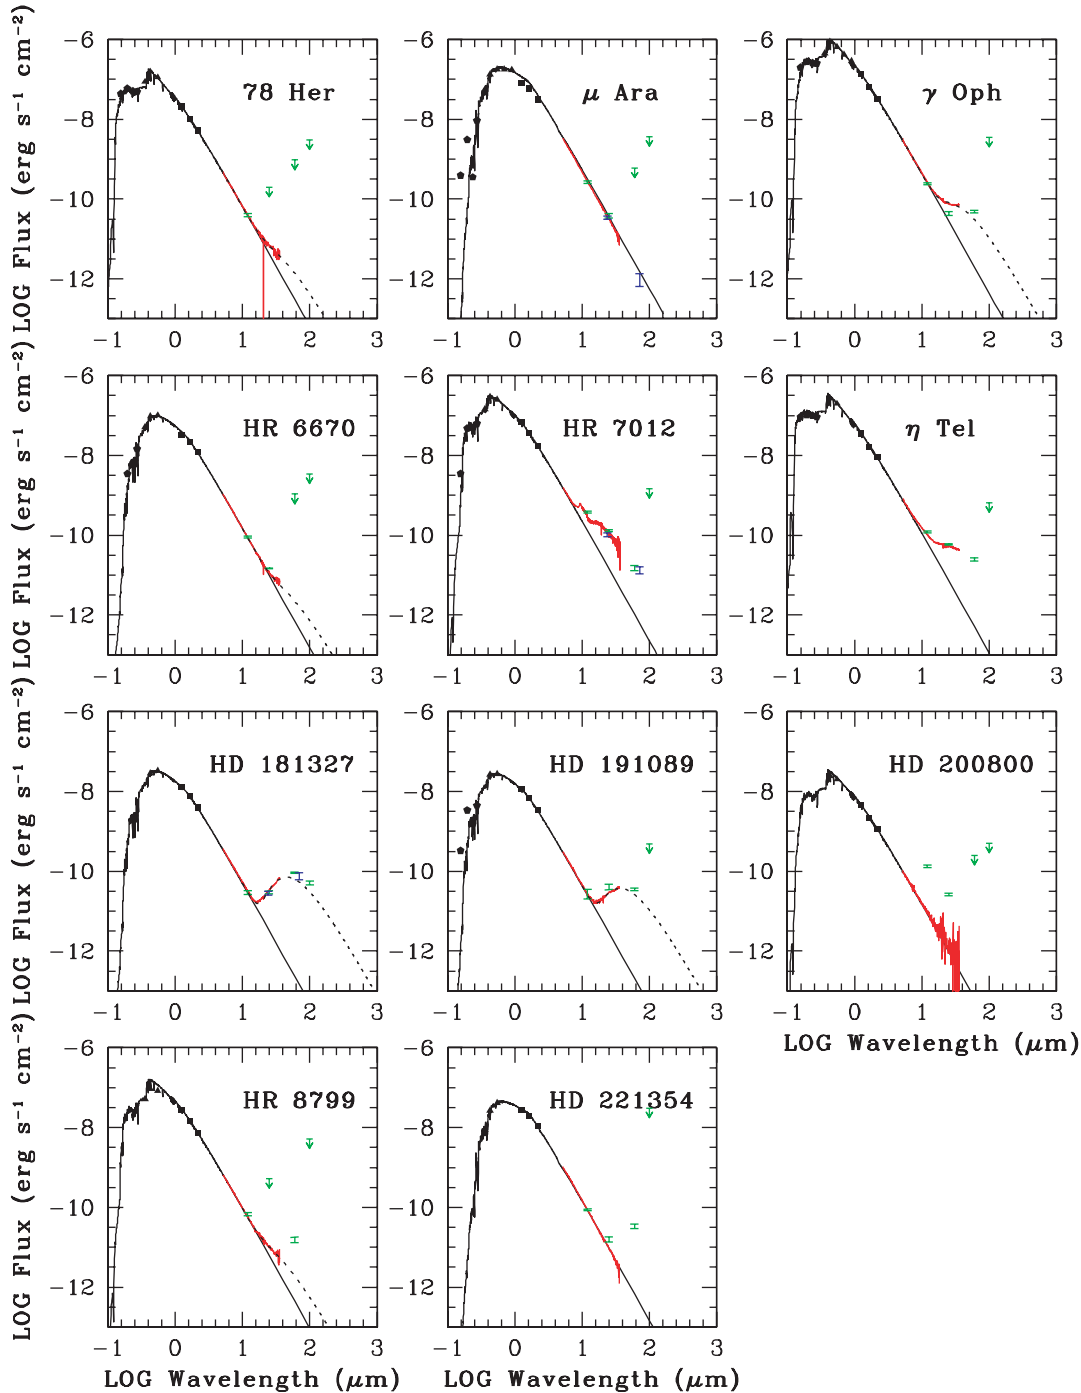 LOG Flux (erg s⁻¹ cm⁻²)
−6
−8
−10
−12
78 Her
−1 0 1 2 3
−6
−8
−10
−12
μ Ara
−1 0 1 2 3
−6
−8
−10
−12
γ Oph
−1 0 1 2 3
LOG Flux (erg s⁻¹ cm⁻²)
−6
−8
−10
−12
HR 6670
−1 0 1 2 3
−6
−8
−10
−12
HR 7012
−1 0 1 2 3
−6
−8
−10
−12
η Tel
−1 0 1 2 3
LOG Flux (erg s⁻¹ cm⁻²)
−6
−8
−10
−12
HD 181327
−1 0 1 2 3
−6
−8
−10
−12
HD 191089
−1 0 1 2 3
−6
−8
−10
−12
HD 200800
−1 0 1 2 3
LOG Wavelength (μm)
LOG Flux (erg s⁻¹ cm⁻²)
−6
−8
−10
−12
HR 8799
−1 0 1 2 3
LOG Wavelength (μm)
−6
−8
−10
−12
HD 221354
−1 0 1 2 3
LOG Wavelength (μm)